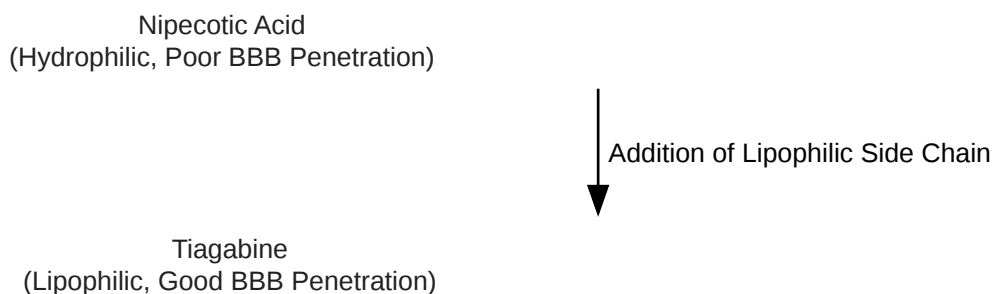 Nipecotic Acid
(Hydrophilic, Poor BBB Penetration)
Addition of Lipophilic Side Chain
Tiagabine
(Lipophilic, Good BBB Penetration)